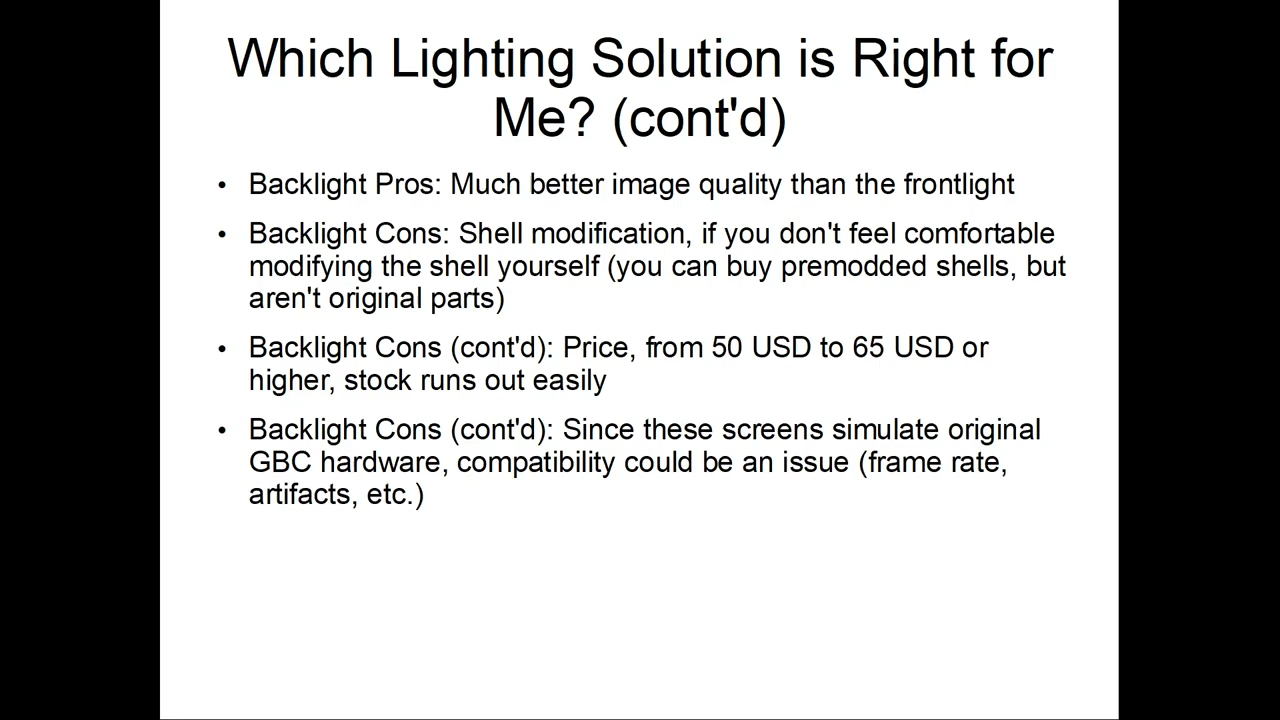 Which Lighting Solution is Right for
Me? (cont'd)
• Backlight Pros: Much better image quality than the frontlight
• Backlight Cons: Shell modification, if you don't feel comfortable
modifying the shell yourself (you can buy premodded shells, but
aren't original parts)
• Backlight Cons (cont'd): Price, from 50 USD to 65 USD or
higher, stock runs out easily
• Backlight Cons (cont'd): Since these screens simulate original
GBC hardware, compatibility could be an issue (frame rate,
artifacts, etc.)